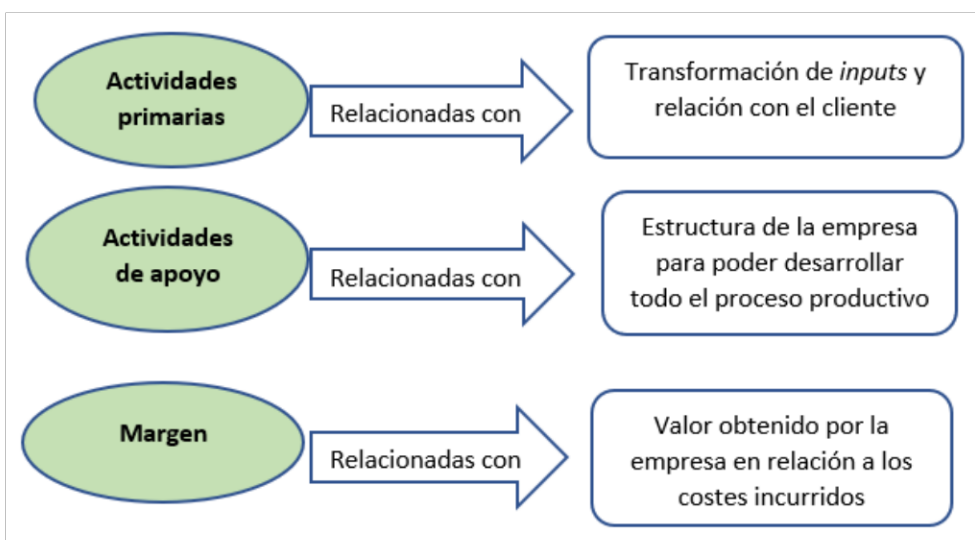 Actividades
primarias
Relacionadas con
Transformación de inputs y
relación con el cliente
Actividades
de apoyo
Relacionadas con
Estructura de la empresa
para poder desarrollar
todo el proceso productivo
Margen
Relacionadas con
Valor obtenido por la
empresa en relación a los
costes incurridos